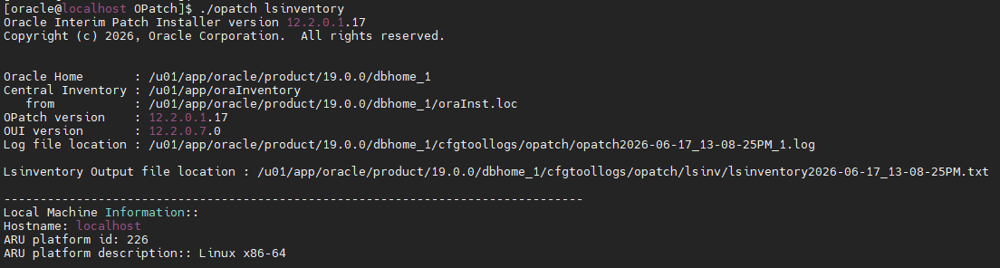 [oracle@localhost OPatch]$ ./opatch lsinventory
Oracle Interim Patch Installer version 12.2.0.1.17
Copyright (c) 2026, Oracle Corporation.  All rights reserved.
Oracle Home       : /u01/app/oracle/product/19.0.0/dbhome_1
Central Inventory : /u01/app/oraInventory
   from           : /u01/app/oracle/product/19.0.0/dbhome_1/oraInst.loc
OPatch version    : 12.2.0.1.17
OUI version       : 12.2.0.7.0
Log file location : /u01/app/oracle/product/19.0.0/dbhome_1/cfgtoollogs/opatch/opatch2026-06-17_13-08-25PM_1.log
Lsinventory Output file location : /u01/app/oracle/product/19.0.0/dbhome_1/cfgtoollogs/opatch/lsinv/lsinventory2026-06-17_13-08-25PM.txt
--------------------------------------------------------------------------------
Local Machine Information::
Hostname: localhost
ARU platform id: 226
ARU platform description:: Linux x86-64